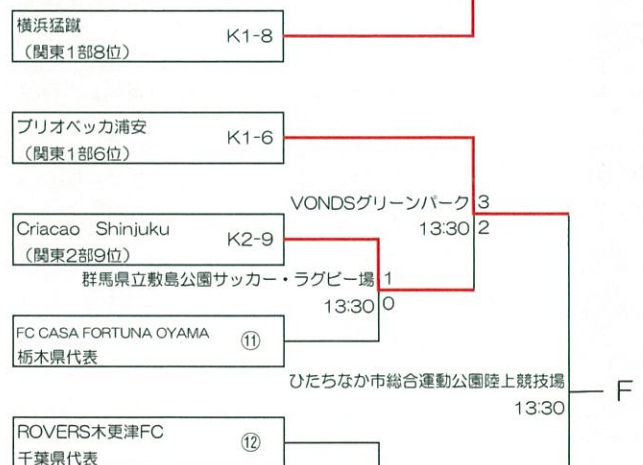 横浜猛蹴
K1-8
（関東1部8位）
ブリオベッカ浦安
K1-6
（関東1部6位）
VONDSグリーンパーク 3
13:30 2
Criacao Shinjuku
K2-9
（関東2部9位）
群馬県立敷島公園サッカー・ラグビー場 1
13:30 0
FC CASA FORTUNA OYAMA
⑪
栃木県代表
ひたちなか市総合運動公園陸上競技場
F
13:30
ROVERS木更津FC
⑫
千葉県代表